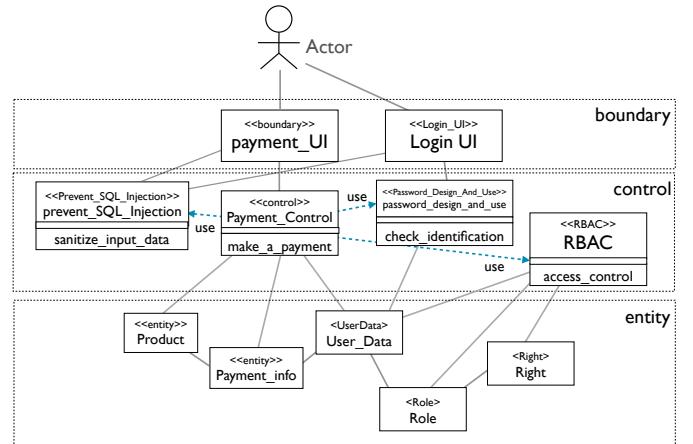 Actor
boundary
<<boundary>>
payment_UI
<<Login_UI>>
Login UI
control
<<Prevent_SQL_Injection>>
prevent_SQL_Injection
sanitize_input_data
use
<<control>>
Payment_Control
make_a_payment
use
<<Password_Design_And_Use>>
password_design_and_use
check_identification
use
<<RBAC>>
RBAC
access_control
entity
<<entity>>
Product
<<entity>>
Payment_info
<UserData>
User_Data
<Role>
Role
<Right>
Right